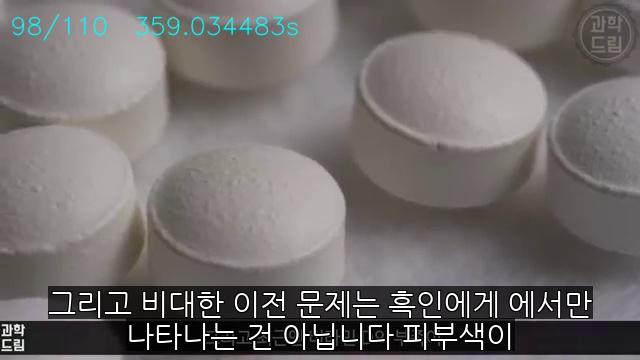 98/110 359.034483s
과학
드림
그리고 비대한 이전 문제는 흑인에게 에서만
나타나는 건 아닙니다 피부색이
과학
드림